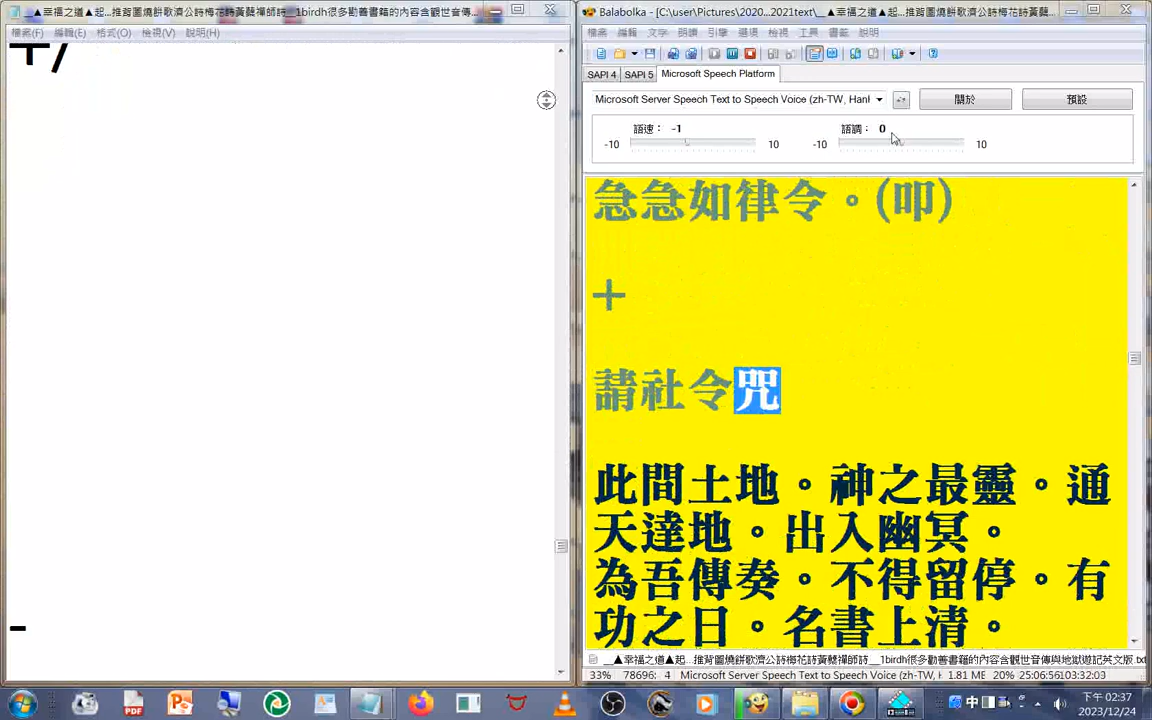 __▲幸福之道▲起...推背圖燒餅歌濟公詩梅花詩黃蘗禪師詩__1birdh很多勸善書籍的內容含觀世音傳...
檔案(F) 編輯(E) 格式(O) 檢視(V) 說明(H)
Balabolka - [C:\user\Pictures\2020...2021text\__▲幸福之道▲起...推背圖燒餅歌濟公詩梅花詩黃蘗禪師詩__...
檔案 編輯 文字 朗讀 引擎 選項 檢視 工具 書籤 說明
SAPI 4 SAPI 5 Microsoft Speech Platform
Microsoft Server Speech Text to Speech Voice (zh-TW, HanH
關於 預設
語速： -1 語調： 0
-10 10 -10 10
急急如律令。(叩)
+
請社令咒
此間土地。神之最靈。通
天達地。出入幽冥。
為吾傳奏。不得留停。有
功之日。名書上清。
__▲幸福之道▲起...推背圖燒餅歌濟公詩梅花詩黃蘗禪師詩__1birdh很多勸善書籍的內容含觀世音傳與地獄遊記英文版.txt
33% 78696: 4 Microsoft Server Speech Text to Speech Voice (zh-TW, H 1.81 ME 20% 25:06:56103:32:03
中
下午 02:37
2023/12/24